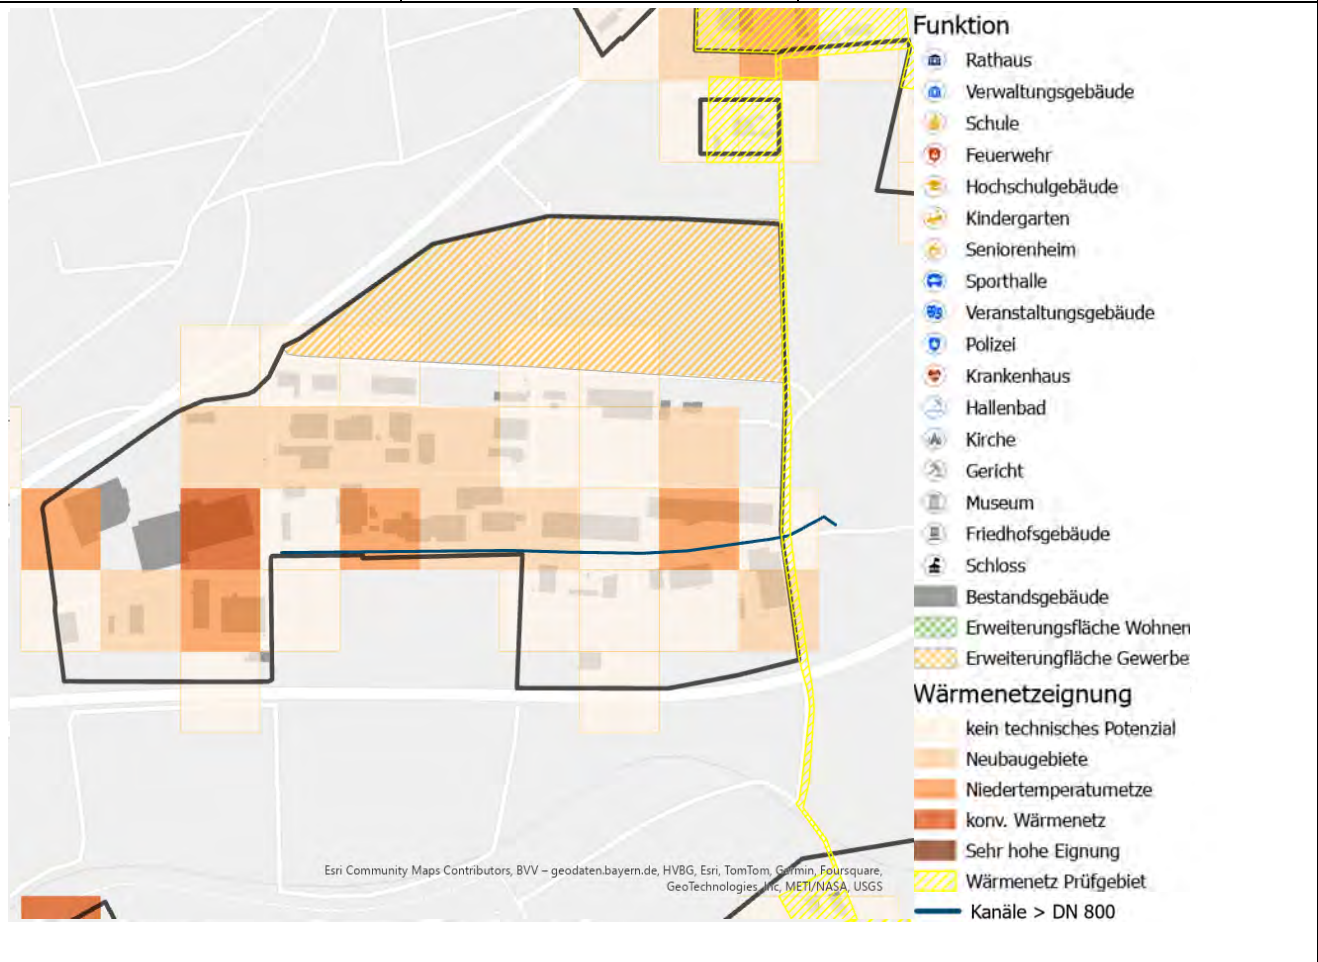 Funktion
Rathaus
Verwaltungsgebäude
Schule
Feuerwehr
Hochschulgebäude
Kindergarten
Seniorenheim
Sporthalle
Veranstaltungsgebäude
Polizei
Krankenhaus
Hallenbad
Kirche
Gericht
Museum
Friedhofsgebäude
Schloss
Bestandsgebäude
Erweiterungsfläche Wohnen
Erweiterungfläche Gewerbe
Wärmenetzeignung
kein technisches Potenzial
Neubaugebiete
Niedertemperaturnetze
konv. Wärmenetz
Sehr hohe Eignung
Wärmenetz Prüfgebiet
Kanäle > DN 800
Esri Community Maps Contributors, BVV – geodaten.bayern.de, HVBG, Esri, TomTom, Garmin, Foursquare,
GeoTechnologies, Inc, METI/NASA, USGS